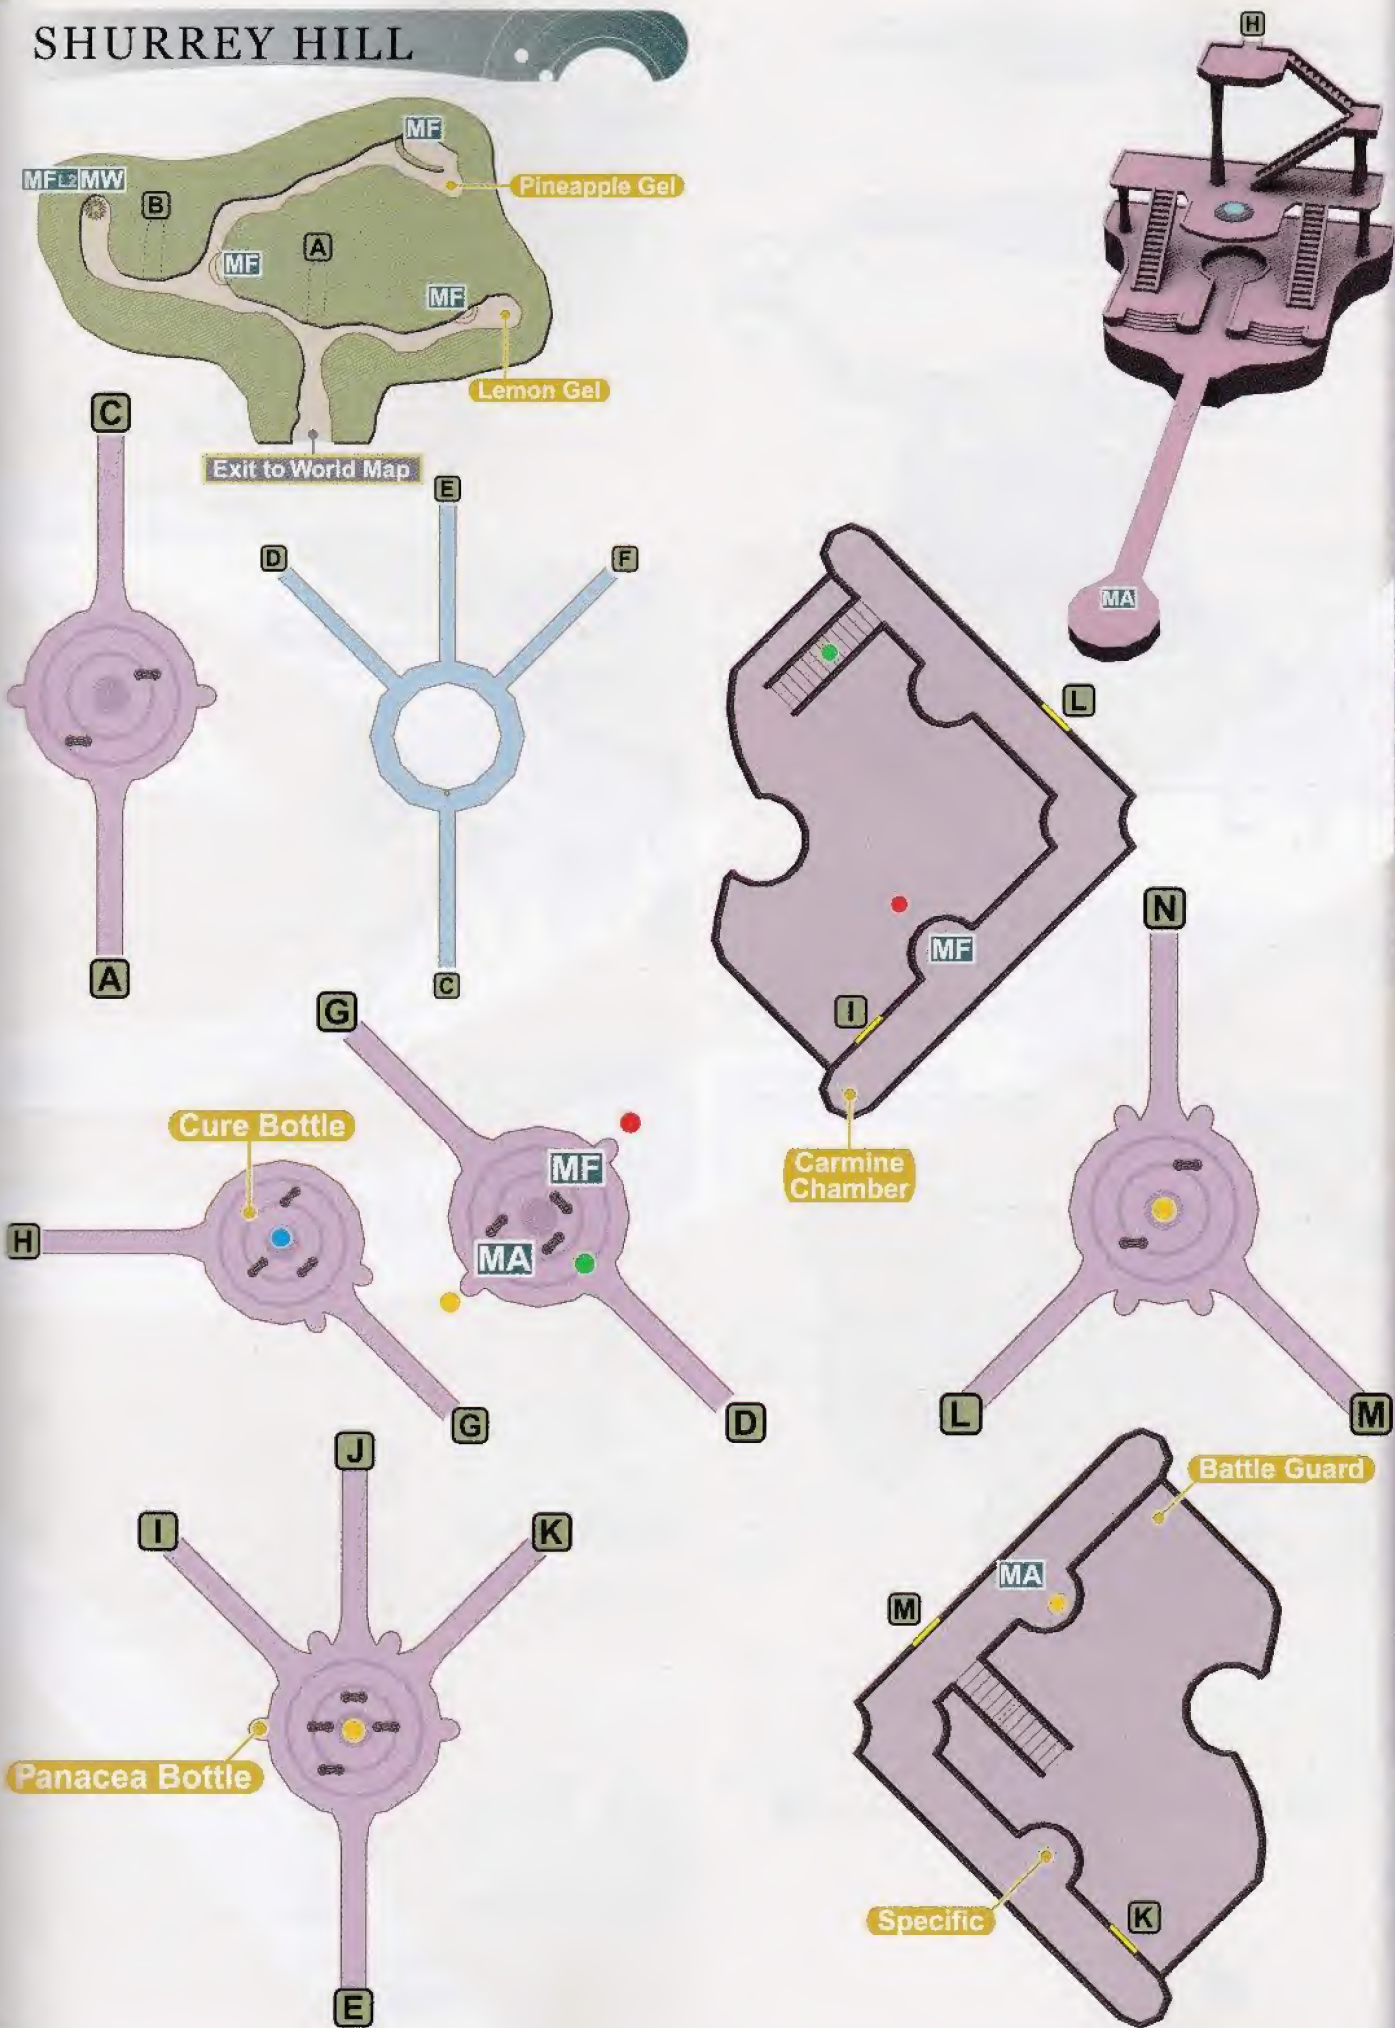 SHURREY HILL
H
MF
MFL2 MW
Pineapple Gel
B
A
MF
MF
Lemon Gel
C
Exit to World Map
E
D
F
MA
L
N
A
C
G
MF
I
Cure Bottle
MF
Carmine
Chamber
H
MA
G
D
L
M
J
Battle Guard
I
K
MA
M
Panacea Bottle
Specific
K
E